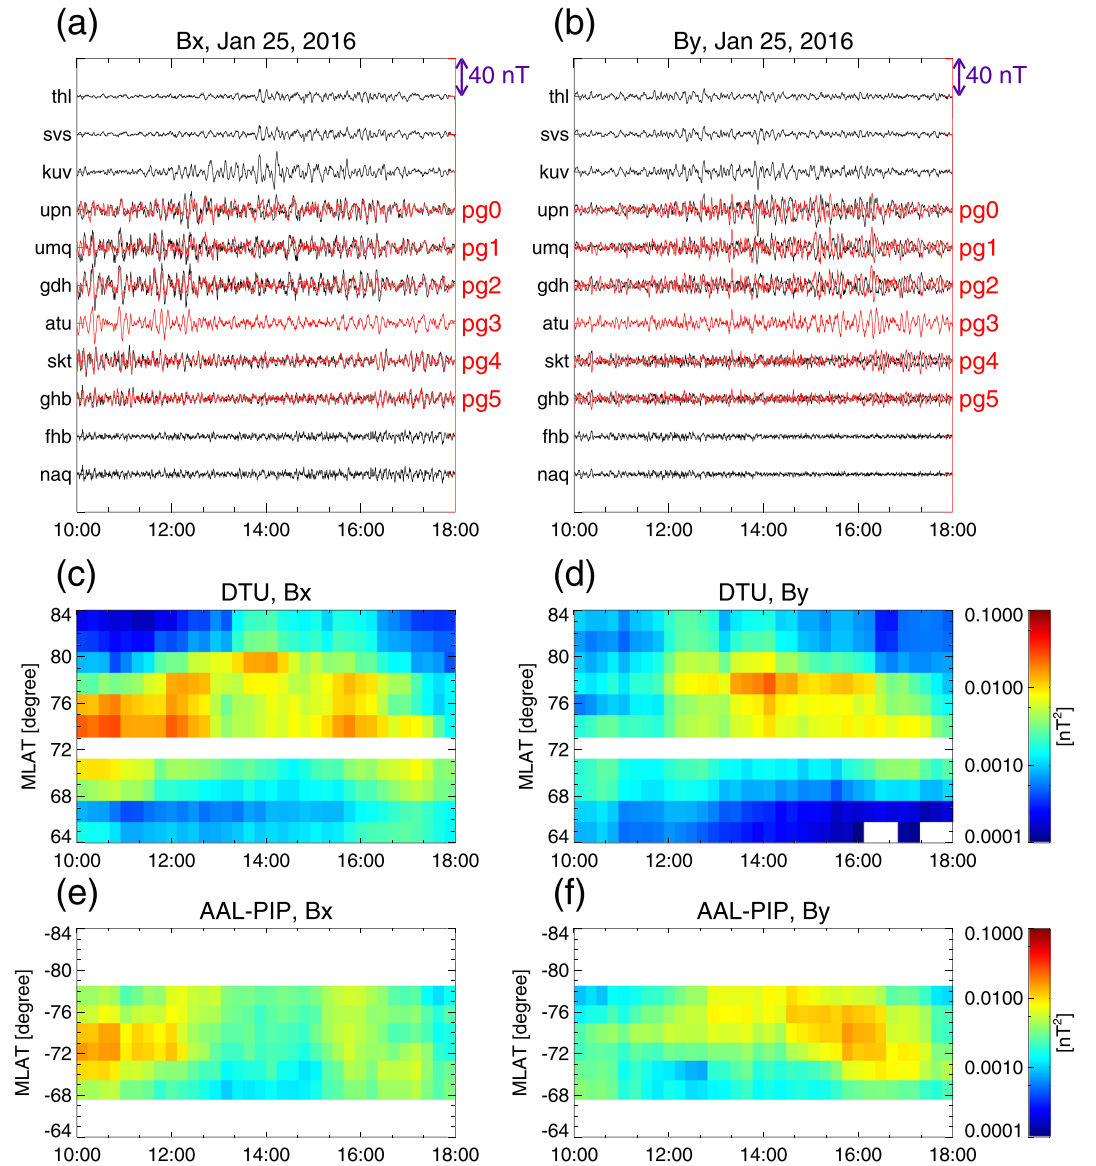 (a)
Bx, Jan 25, 2016
40 nT
thl
svs
kuv
upn
umq
gdh
atu
skt
ghb
fhb
naq
pg0
pg1
pg2
pg3
pg4
pg5
10:00 12:00 14:00 16:00 18:00
(b)
By, Jan 25, 2016
40 nT
thl
svs
kuv
upn
umq
gdh
atu
skt
ghb
fhb
naq
pg0
pg1
pg2
pg3
pg4
pg5
10:00 12:00 14:00 16:00 18:00
(c)
DTU, Bx
MLAT [degree]
84
80
76
72
68
64
10:00 12:00 14:00 16:00 18:00
(d)
DTU, By
MLAT [degree]
84
80
76
72
68
64
10:00 12:00 14:00 16:00 18:00
0.1000
0.0100
0.0010
0.0001
[nT²]
(e)
AAL-PIP, Bx
MLAT [degree]
-84
-80
-76
-72
-68
-64
10:00 12:00 14:00 16:00 18:00
(f)
AAL-PIP, By
MLAT [degree]
-84
-80
-76
-72
-68
-64
10:00 12:00 14:00 16:00 18:00
0.1000
0.0100
0.0010
0.0001
[nT²]